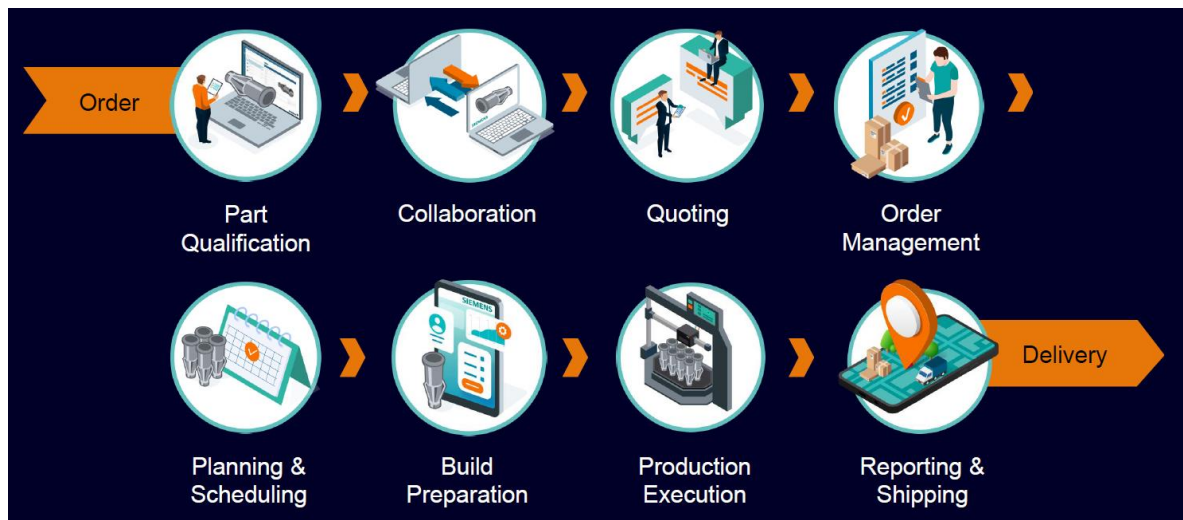 Order
Part
Qualification
Collaboration
Quoting
Order
Management
SIEMENS
Planning &
Scheduling
Build
Preparation
Production
Execution
Reporting &
Shipping
Delivery